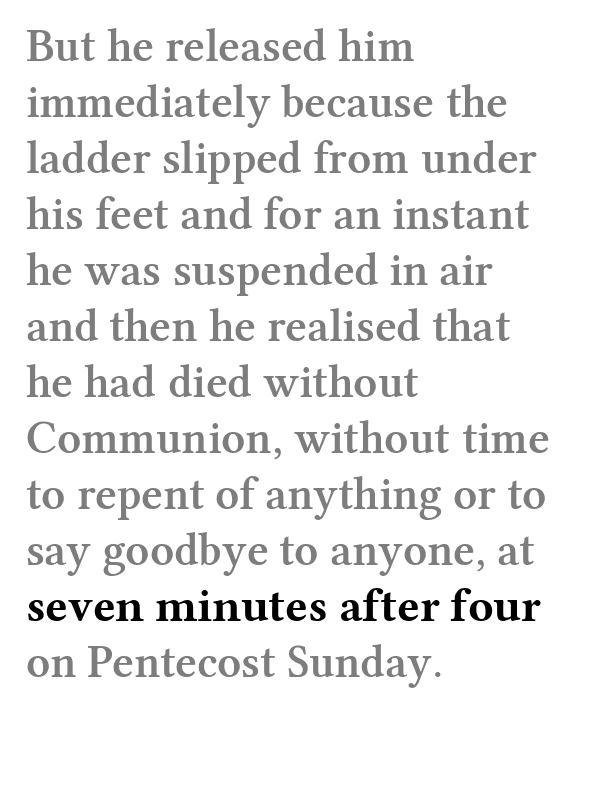 But he released him
immediately because the
ladder slipped from under
his feet and for an instant
he was suspended in air
and then he realised that
he had died without
Communion, without time
to repent of anything or to
say goodbye to anyone, at
seven minutes after four
on Pentecost Sunday.